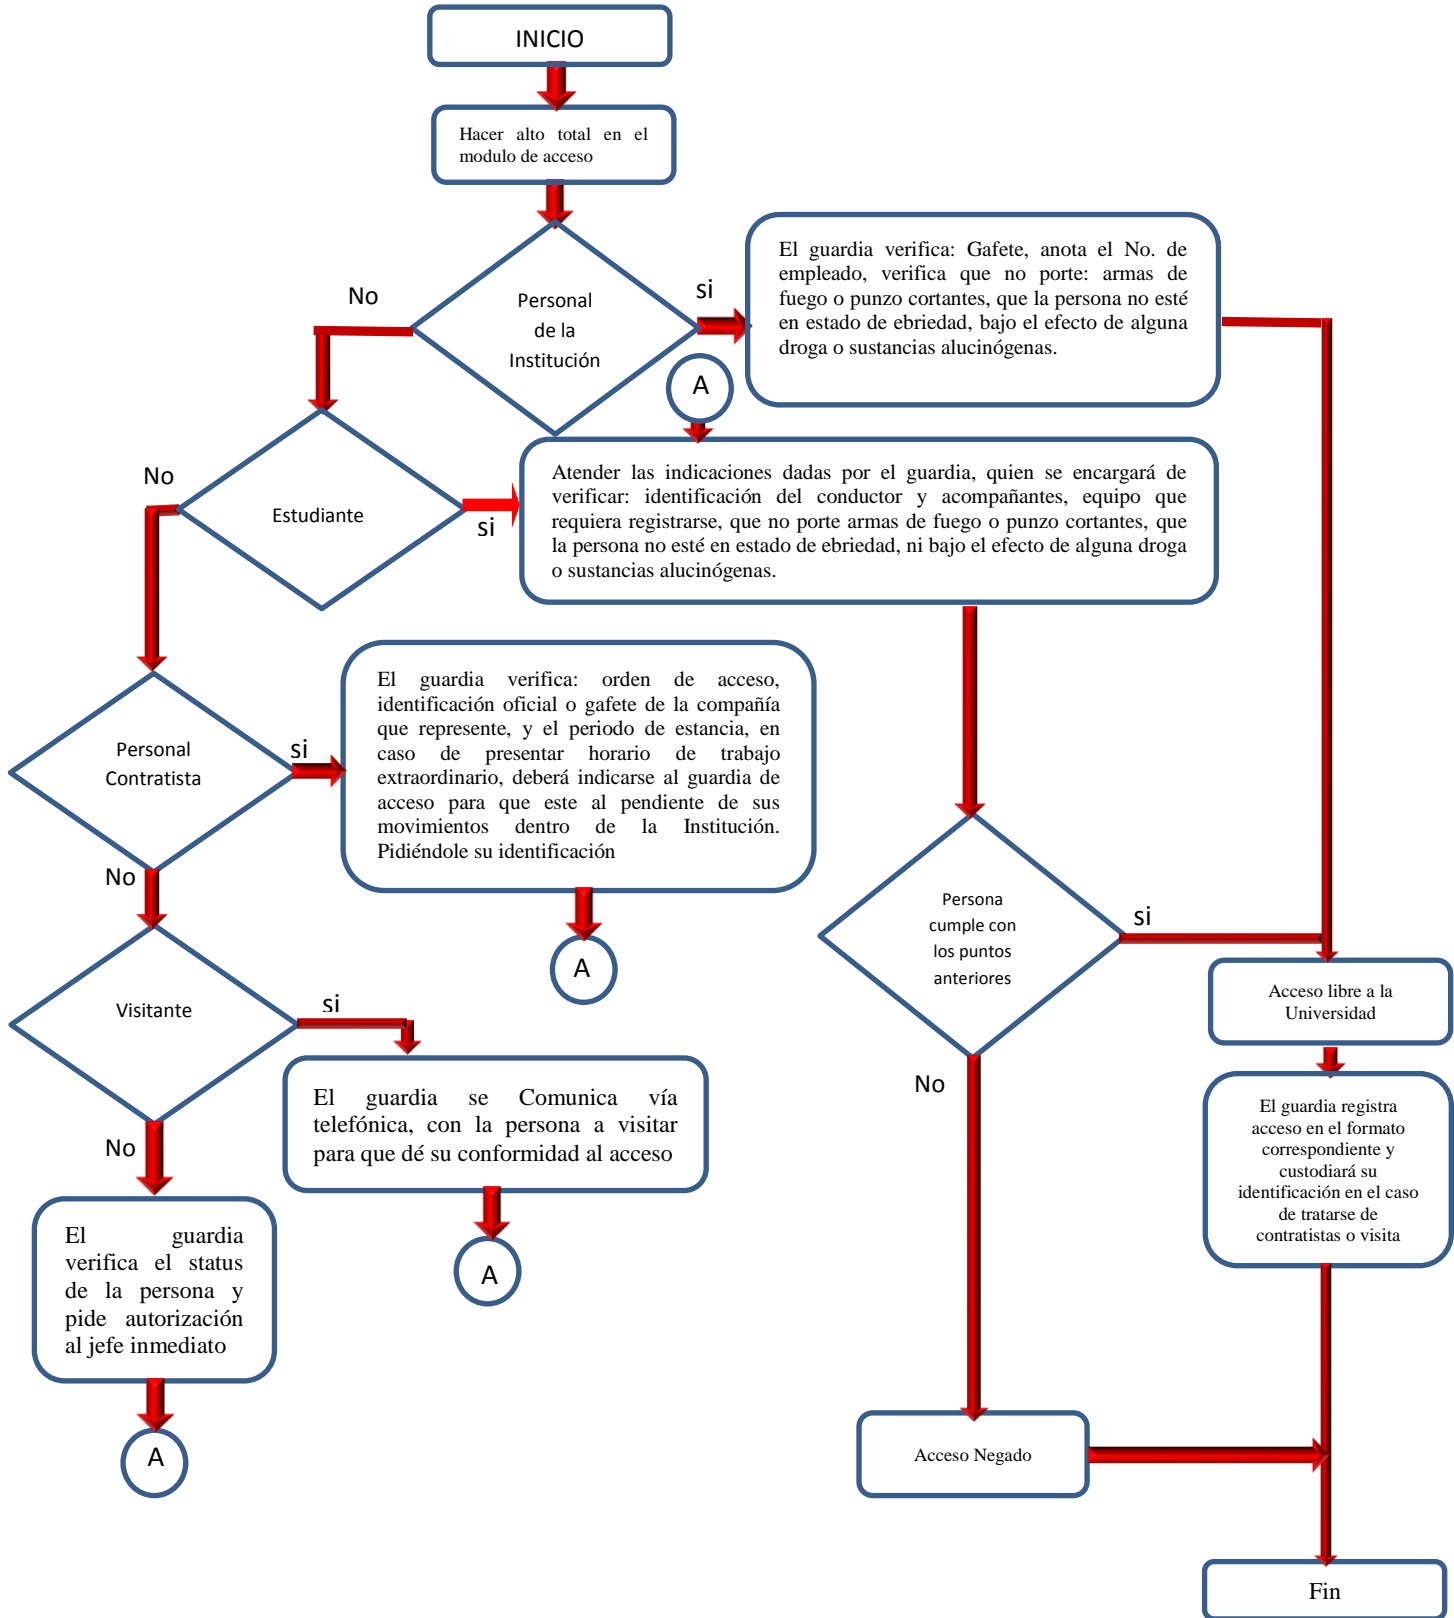 INICIO
Hacer alto total en el
modulo de acceso
Personal
de la
Institución
No
si
El guardia verifica: Gafete, anota el No. de
empleado, verifica que no porte: armas de
fuego o punzo cortantes, que la persona no esté
en estado de ebriedad, bajo el efecto de alguna
droga o sustancias alucinógenas.
A
Estudiante
No
si
Atender las indicaciones dadas por el guardia, quien se encargará de
verificar: identificación del conductor y acompañantes, equipo que
requiera registrarse, que no porte armas de fuego o punzo cortantes, que
la persona no esté en estado de ebriedad, ni bajo el efecto de alguna droga
o sustancias alucinógenas.
Personal
Contratista
si
No
El guardia verifica: orden de acceso,
identificación oficial o gafete de la compañía
que represente, y el periodo de estancia, en
caso de presentar horario de trabajo
extraordinario, deberá indicarse al guardia de
acceso para que este al pendiente de sus
movimientos dentro de la Institución.
Pidiéndole su identificación
A
Persona
cumple con
los puntos
anteriores
si
No
Acceso libre a la
Universidad
Visitante
si
No
El guardia se Comunica vía
telefónica, con la persona a visitar
para que dé su conformidad al acceso
A
El guardia registra
acceso en el formato
correspondiente y
custodiará su
identificación en el caso
de tratarse de
contratistas o visita
El guardia
verifica el status
de la persona y
pide autorización
al jefe inmediato
A
Acceso Negado
Fin